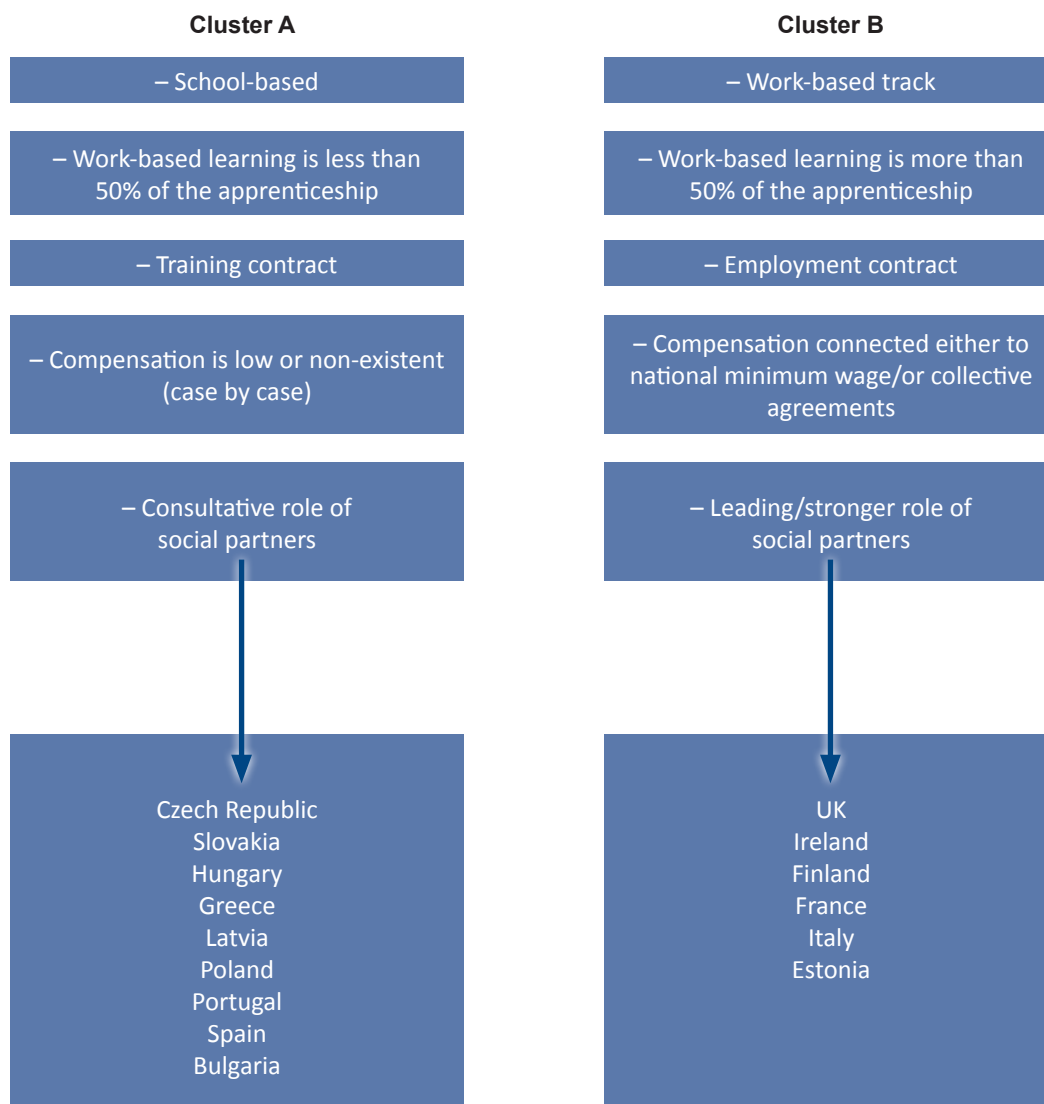 Cluster A
– School-based
– Work-based learning is less than
50% of the apprenticeship
– Training contract
– Compensation is low or non-existent
(case by case)
– Consultative role of
social partners
Czech Republic
Slovakia
Hungary
Greece
Latvia
Poland
Portugal
Spain
Bulgaria
Cluster B
– Work-based track
– Work-based learning is more than
50% of the apprenticeship
– Employment contract
– Compensation connected either to
national minimum wage/or collective
agreements
– Leading/stronger role of
social partners
UK
Ireland
Finland
France
Italy
Estonia